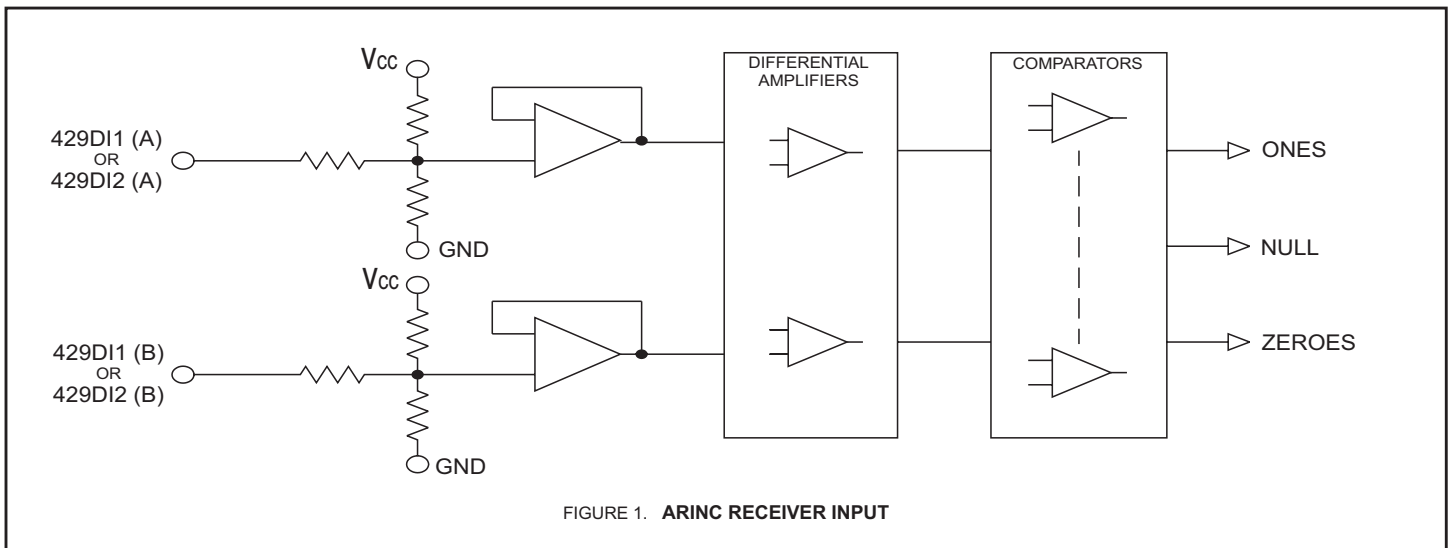 VCC
429DI1 (A)
OR
429DI2 (A)
GND
VCC
429DI1 (B)
OR
429DI2 (B)
GND
DIFFERENTIAL
AMPLIFIERS
COMPARATORS
ONES
NULL
ZEROES
FIGURE 1. ARINC RECEIVER INPUT